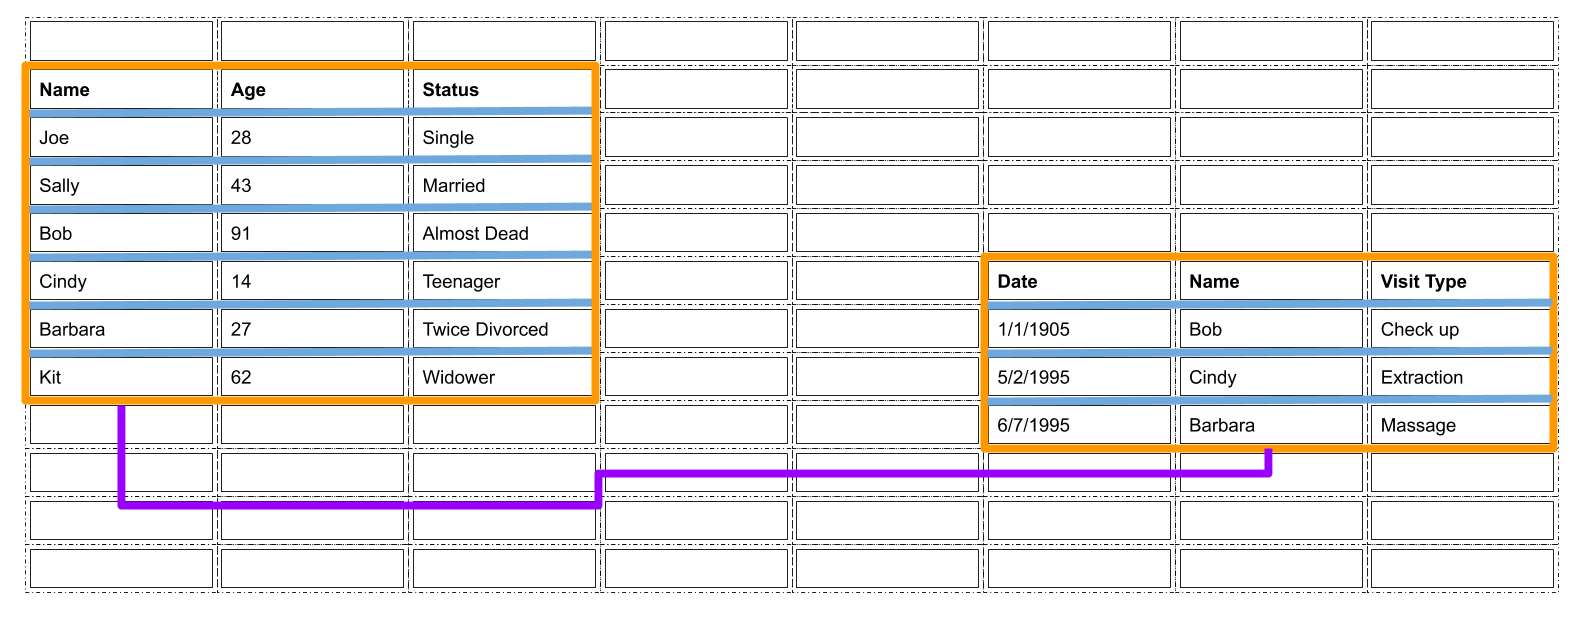 Name Age Status
Joe 28 Single
Sally 43 Married
Bob 91 Almost Dead
Cindy 14 Teenager
Barbara 27 Twice Divorced
Kit 62 Widower
Date Name Visit Type
1/1/1905 Bob Check up
5/2/1995 Cindy Extraction
6/7/1995 Barbara Massage